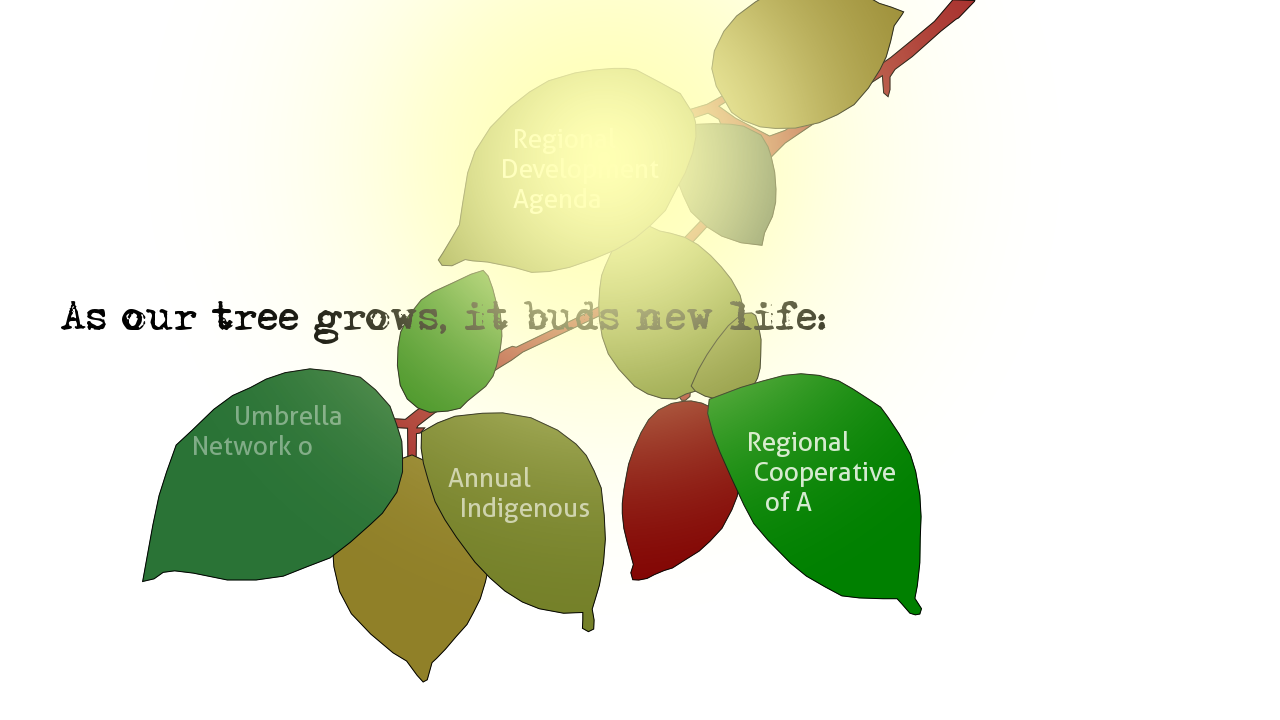 Regional
Development
Agenda
As our tree grows, it buds new life:
Umbrella
Network o
Annual
Indigenous
Regional
Cooperative
of A